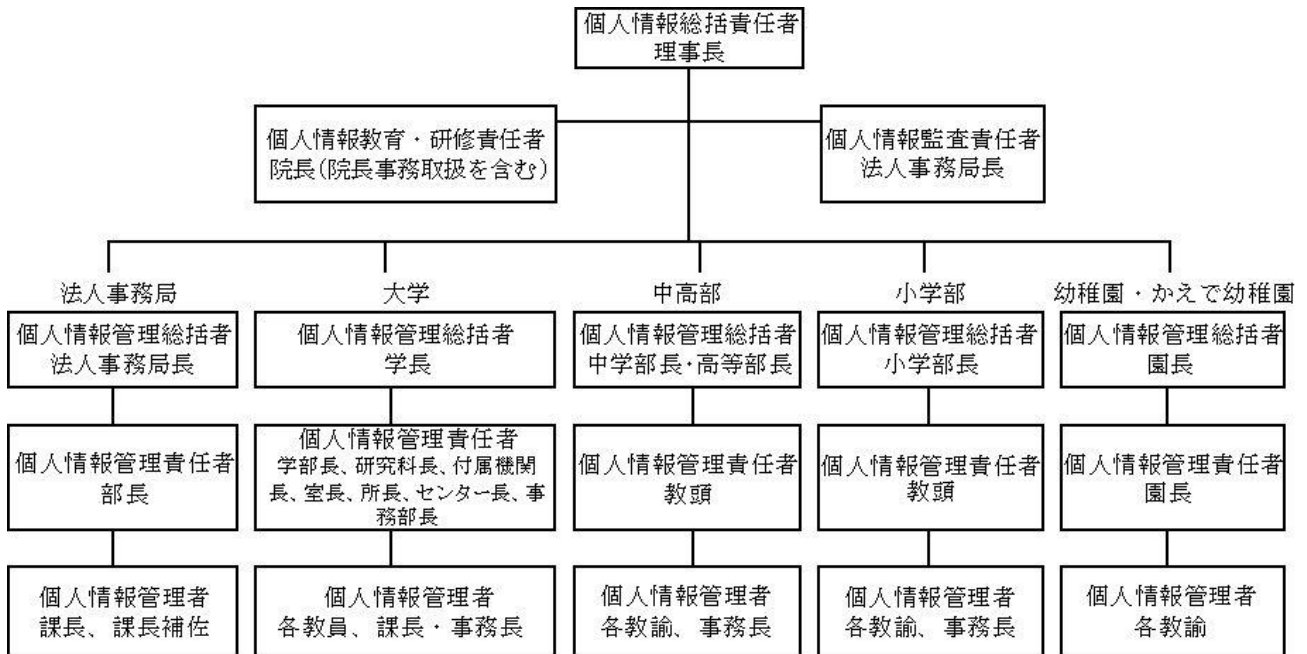 個人情報総括責任者
理事長
個人情報教育・研修責任者
院長(院長事務取扱を含む)
個人情報監査責任者
法人事務局長
法人事務局
大学
中高部
小学部
幼稚園・かえで幼稚園
個人情報管理総括者
法人事務局長
個人情報管理総括者
学長
個人情報管理総括者
中学部長・高等部長
個人情報管理総括者
小学部長
個人情報管理総括者
園長
個人情報管理責任者
部長
個人情報管理責任者
学部長、研究科長、付属機関
長、室長、所長、センター長、事
務部長
個人情報管理責任者
教頭
個人情報管理責任者
教頭
個人情報管理責任者
園長
個人情報管理者
課長、課長補佐
個人情報管理者
各教員、課長・事務長
個人情報管理者
各教諭、事務長
個人情報管理者
各教諭、事務長
個人情報管理者
各教諭